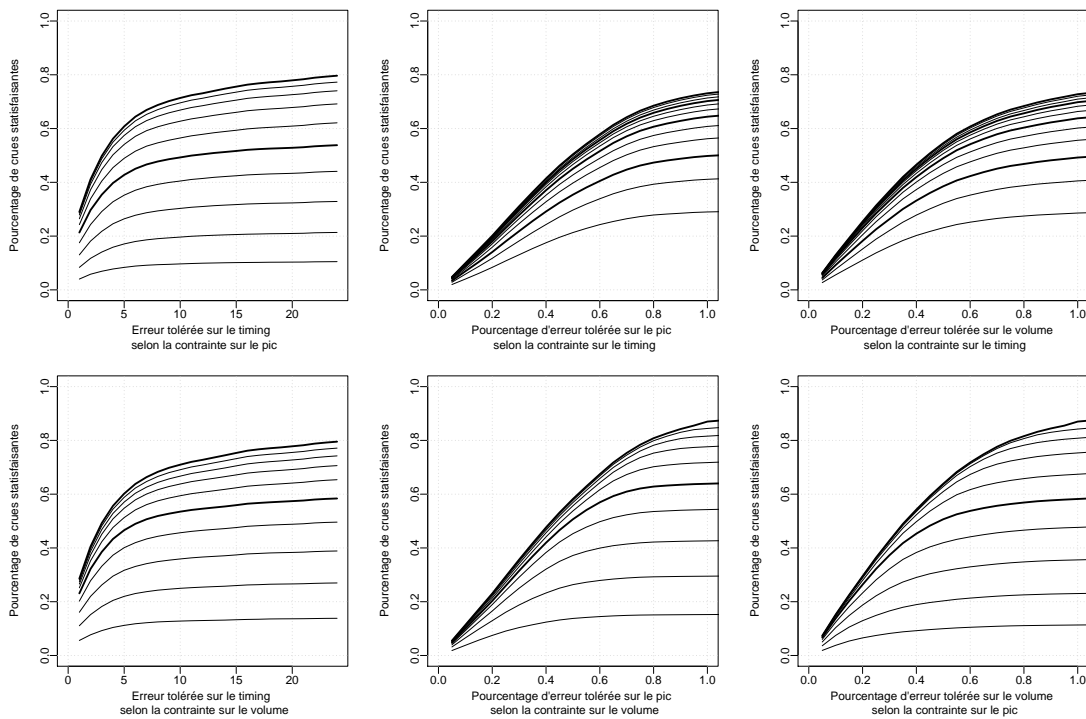 Pourcentage de crues statisfaisantes
0.0 0.2 0.4 0.6 0.8 1.0
0 5 10 15 20
Erreur tolérée sur le timing
selon la contrainte sur le pic
Pourcentage de crues statisfaisantes
0.0 0.2 0.4 0.6 0.8 1.0
0.0 0.2 0.4 0.6 0.8 1.0
Pourcentage d'erreur tolérée sur le pic
selon la contrainte sur le timing
Pourcentage de crues statisfaisantes
0.0 0.2 0.4 0.6 0.8 1.0
0.0 0.2 0.4 0.6 0.8 1.0
Pourcentage d'erreur tolérée sur le volume
selon la contrainte sur le timing
Pourcentage de crues statisfaisantes
0.0 0.2 0.4 0.6 0.8 1.0
0 5 10 15 20
Erreur tolérée sur le timing
selon la contrainte sur le volume
Pourcentage de crues statisfaisantes
0.0 0.2 0.4 0.6 0.8 1.0
0.0 0.2 0.4 0.6 0.8 1.0
Pourcentage d'erreur tolérée sur le pic
selon la contrainte sur le volume
Pourcentage de crues statisfaisantes
0.0 0.2 0.4 0.6 0.8 1.0
0.0 0.2 0.4 0.6 0.8 1.0
Pourcentage d'erreur tolérée sur le volume
selon la contrainte sur le pic